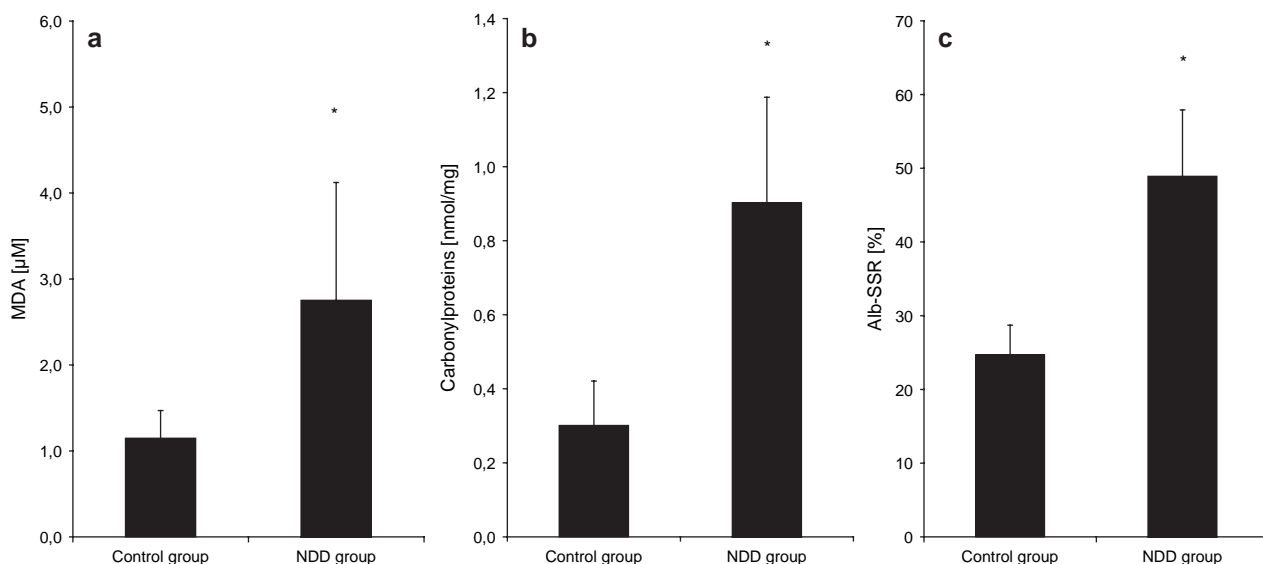 a
MDA [µM]
6,0
5,0
4,0
3,0
2,0
1,0
0,0
*
Control group
NDD group
b
Carbonylproteins [nmol/mg]
1,4
1,2
1,0
0,8
0,6
0,4
0,2
0,0
*
Control group
NDD group
c
Alb-SSR [%]
70
60
50
40
30
20
10
0
*
Control group
NDD group